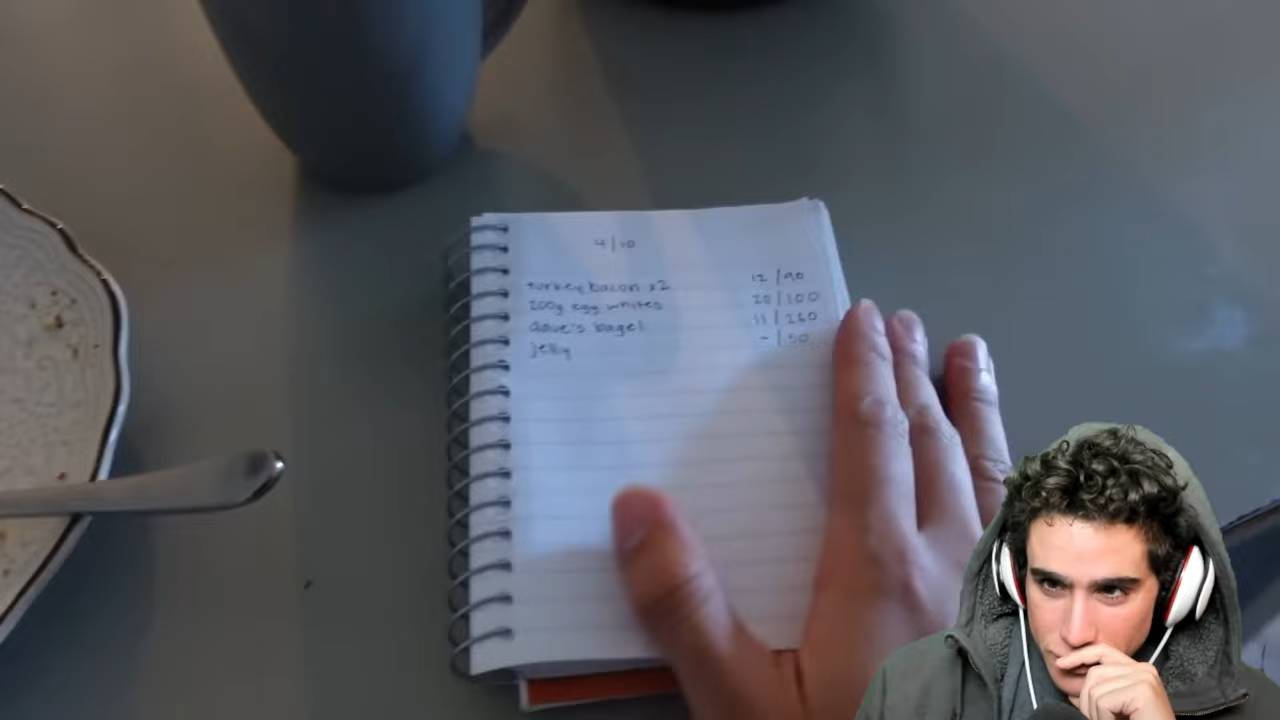 4/10
turkey bacon x2 12/90
200g egg whites 20/100
dave's bagel 11/260
jelly -/50